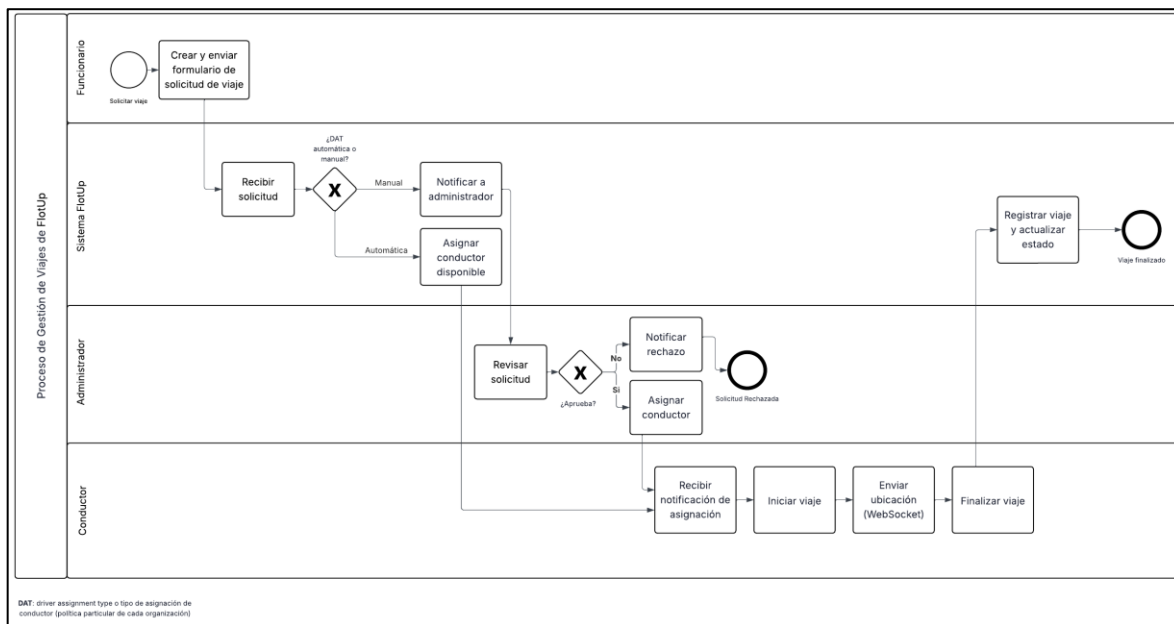 Proceso de Gestión de Viajes de FlotUp
Funcionario
Solicitar viaje
Crear y enviar
formulario de
solicitud de viaje
Sistema FlotUp
Recibir
solicitud
¿DAT
automática o
manual?
X
Manual
Notificar a
administrador
Automática
Asignar
conductor
disponible
Registrar viaje
y actualizar
estado
Viaje finalizado
Administrador
Revisar
solicitud
X
¿Aprueba?
No
Notificar
rechazo
Solicitud Rechazada
Si
Asignar
conductor
Conductor
Recibir
notificación de
asignación
Iniciar viaje
Enviar
ubicación
(WebSocket)
Finalizar viaje
DAT: driver assignment type o tipo de asignación de
conductor (política particular de cada organización)